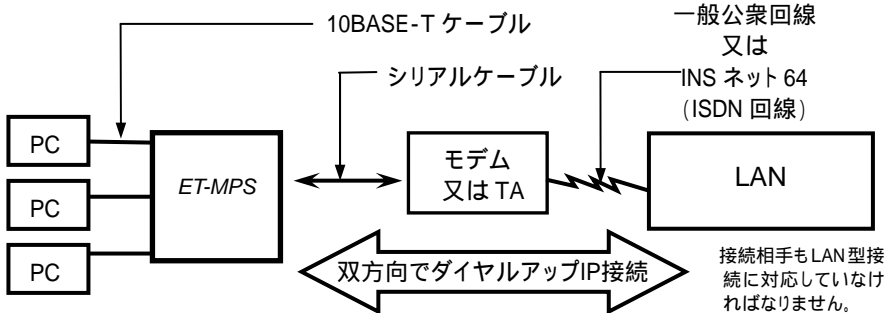 10BASE-T ケーブル
一般公衆回線
又は
INS ネット 64
(ISDN 回線)
シリアルケーブル
PC
PC
PC
ET-MPS
モデム
又は TA
LAN
双方向でダイヤルアップIP接続
接続相手もLAN型接
続に対応していなけ
ればなりません。